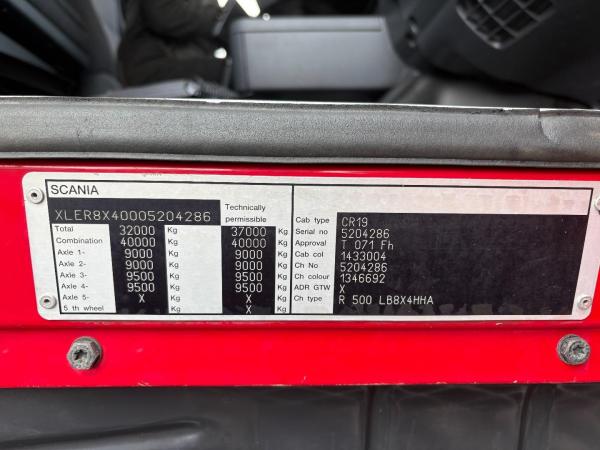 SCANIA
XLER8X40005204286
Technically permissible
Total 32000 Kg 37000 Kg
Combination 40000 Kg 40000 Kg
Axle 1- 9000 Kg 9000 Kg
Axle 2- 9000 Kg 9000 Kg
Axle 3- 9500 Kg 9500 Kg
Axle 4- 9500 Kg 9500 Kg
Axle 5- X Kg X Kg
5 th wheel X Kg X Kg
Cab type CR19
Serial no 5204286
Approval T 071 Fh
Cab col 1433004
Ch No 5204286
Ch colour 1346692
ADR GTW X
Ch type R 500 LB8X4HHA